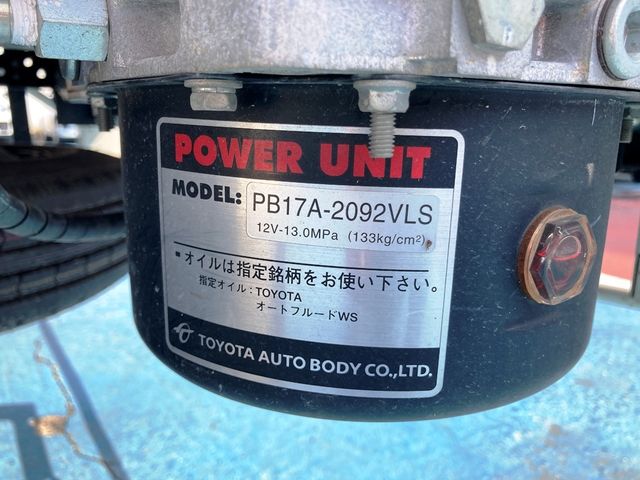 POWER UNIT
MODEL: PB17A-2092VLS
12V-13.0MPa (133kg/cm²)
▪オイルは指定銘柄をお使い下さい。
指定オイル:TOYOTA
オートフルードWS
TOYOTA AUTO BODY CO.,LTD.